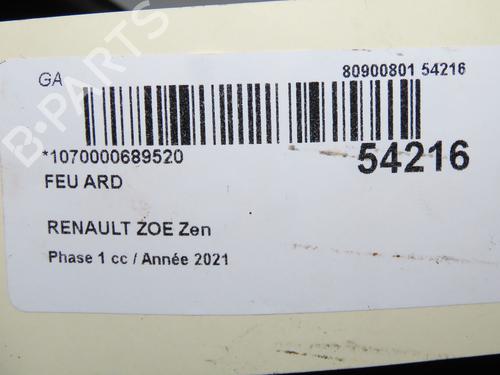 GA 80900801 54216
*1070000689520 54216
FEU ARD
RENAULT ZOE Zen
Phase 1 cc / Année 2021
B-PARTS